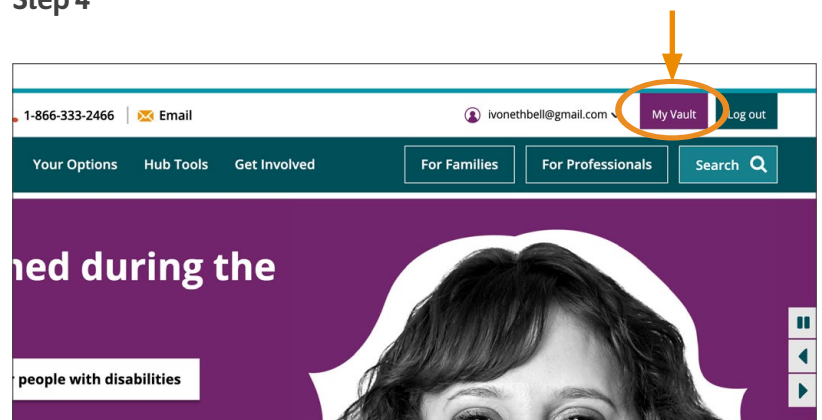 Step 4
1-866-333-2466 Email ivonethbell@gmail.com My Vault Log out
Your Options Hub Tools Get Involved For Families For Professionals Search
ned during the
people with disabilities